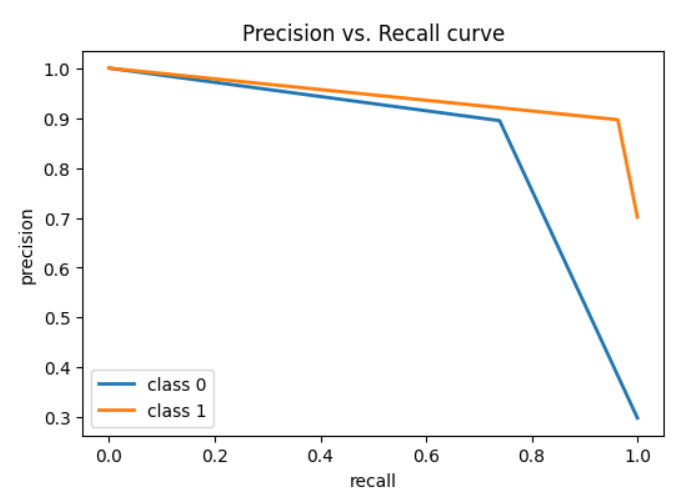 Precision vs. Recall curve
precision
1.0
0.9
0.8
0.7
0.6
0.5
0.4
0.3
class 0
class 1
0.0 0.2 0.4 0.6 0.8 1.0
recall